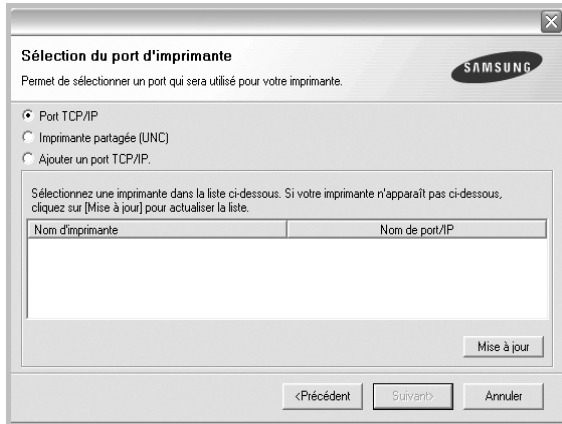 Sélection du port d'imprimante
Permet de sélectionner un port qui sera utilisé pour votre imprimante.
SAMSUNG
Port TCP/IP
Imprimante partagée (UNC)
Ajouter un port TCP/IP.
Sélectionnez une imprimante dans la liste ci-dessous. Si votre imprimante n'apparaît pas ci-dessous,
cliquez sur [Mise à jour] pour actualiser la liste.
Nom d'imprimante Nom de port/IP
Mise à jour
<Précédent Suivant> Annuler